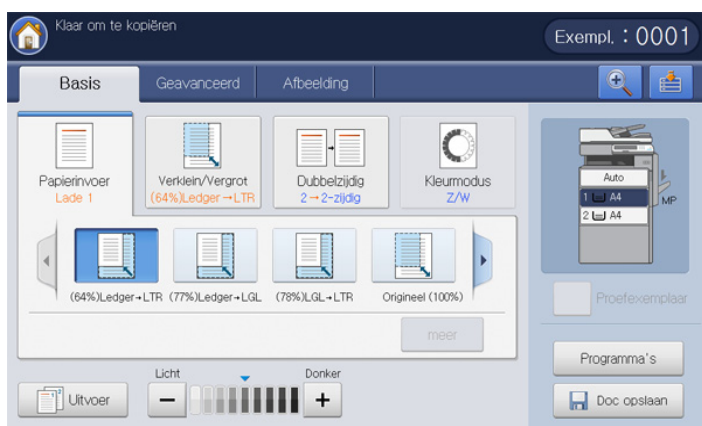 Klaar om te kopiëren
Exempl. : 0001
Basis
Geavanceerd
Afbeelding
Papierinvoer
Lade 1
Verklein/Vergrot
(64%)Ledger→LTR
Dubbelzijdig
2→2-zijdig
Kleurmodus
Z/W
Auto
1 A4
2 A4
MP
(64%)Ledger→LTR
(77%)Ledger→LGL
(78%)LGL→LTR
Origineel (100%)
meer
Proefexemplaar
Programma's
Doc opslaan
Uitvoer
Licht
Donker